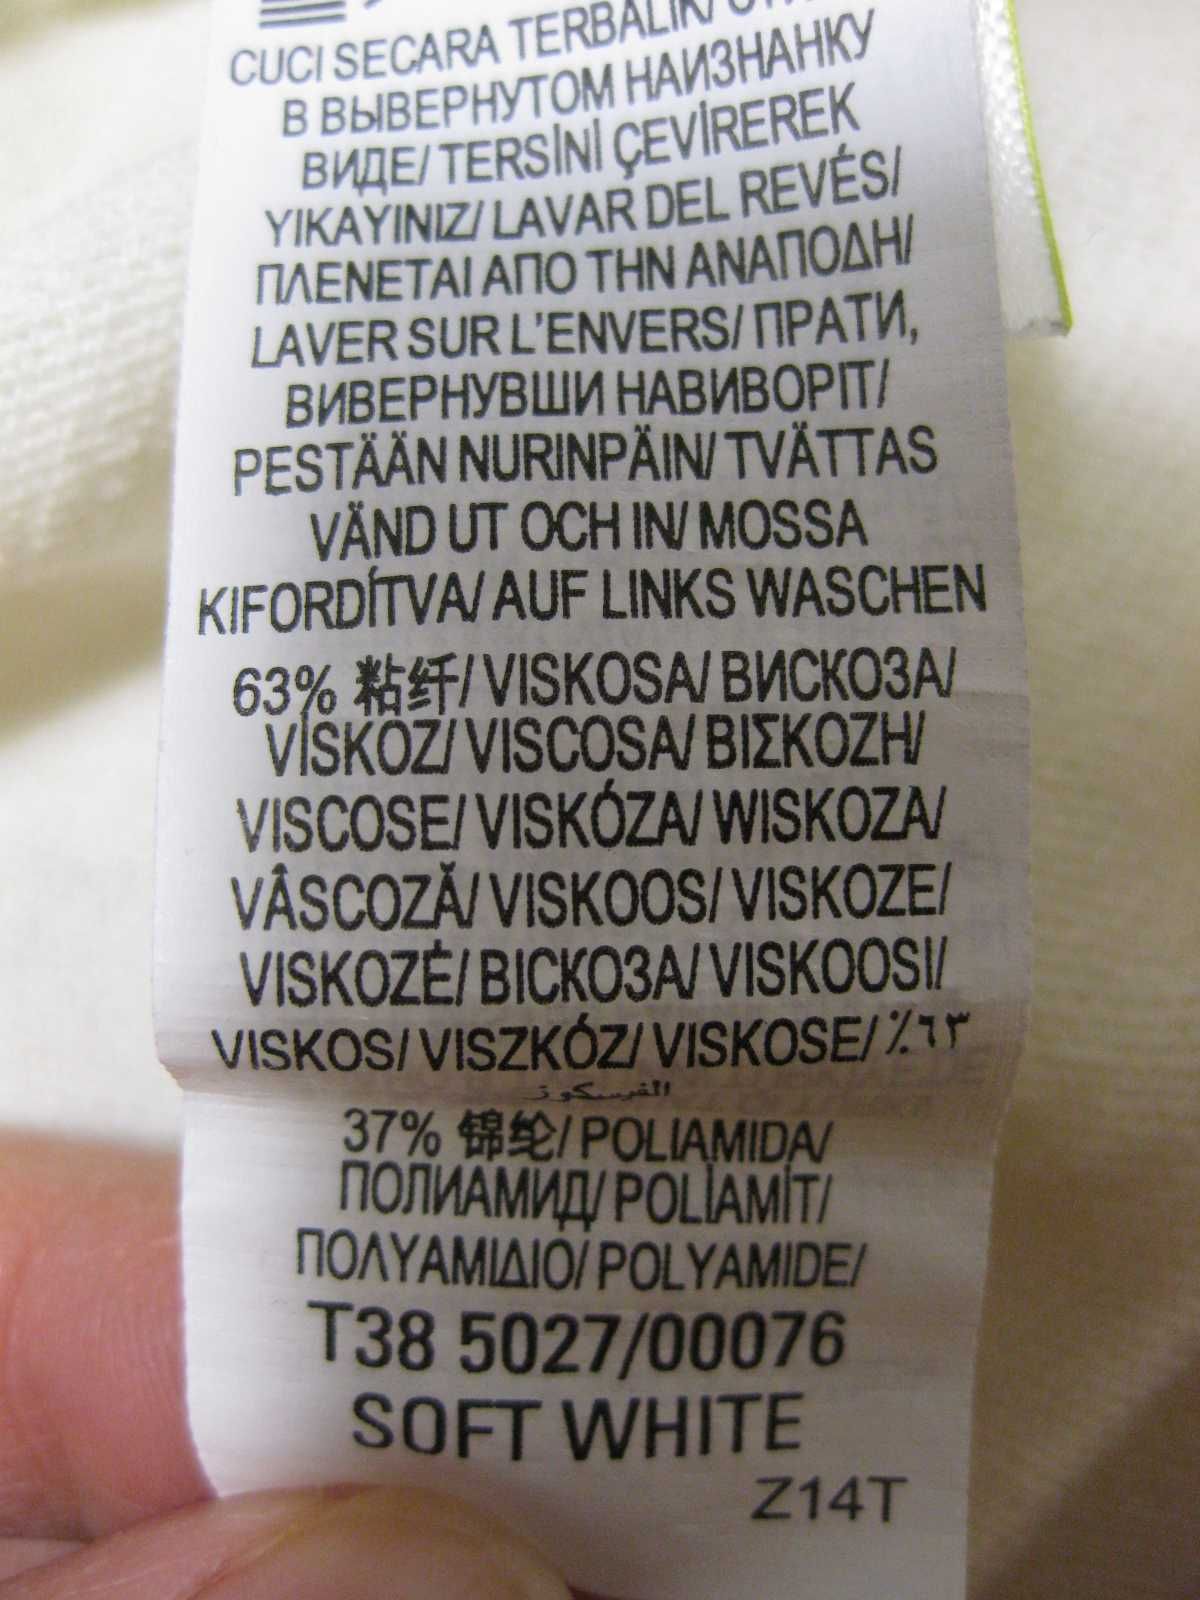 CUCI SECARA TERBALIK/
В ВЫВЕРНУТОМ НАИЗНАНКУ
ВИДЕ/ TERSİNİ ÇEVİREREK
YIKAYINIZ/ LAVAR DEL REVÉS/
ΠΛΕΝΕΤΑΙ ΑΠΟ ΤΗΝ ΑΝΑΠΟΔΗ/
LAVER SUR L'ENVERS/ ПРАТИ,
ВИВЕРНУВШИ НАВИВОРІТ/
PESTÄÄN NURINPÄIN/ TVÄTTAS
VÄND UT OCH IN/ MOSSA
KIFORDÍTVA/ AUF LINKS WASCHEN
63% 粘纤/ VISKOSA/ ВИСКОЗА/
VİSKOZ/ VISCOSA/ ΒΙΣΚΟΖΗ/
VISCOSE/ VISKÓZA/ WISKOZA/
VÂSCOZĂ/ VISKOOS/ VISKOZE/
VISKOZĖ/ ВІСКОЗА/ VISKOOSI/
VISKOS/ VISZKÓZ/ VISKOSE/ ٪٦٣
الفرسكوز
37% 锦纶/ POLIAMIDA/
ПОЛИАМИД/ POLİAMİT/
ΠΟΛΥΑΜΙΔΙΟ/ POLYAMIDE/
T38 5027/00076
SOFT WHITE
Z14T